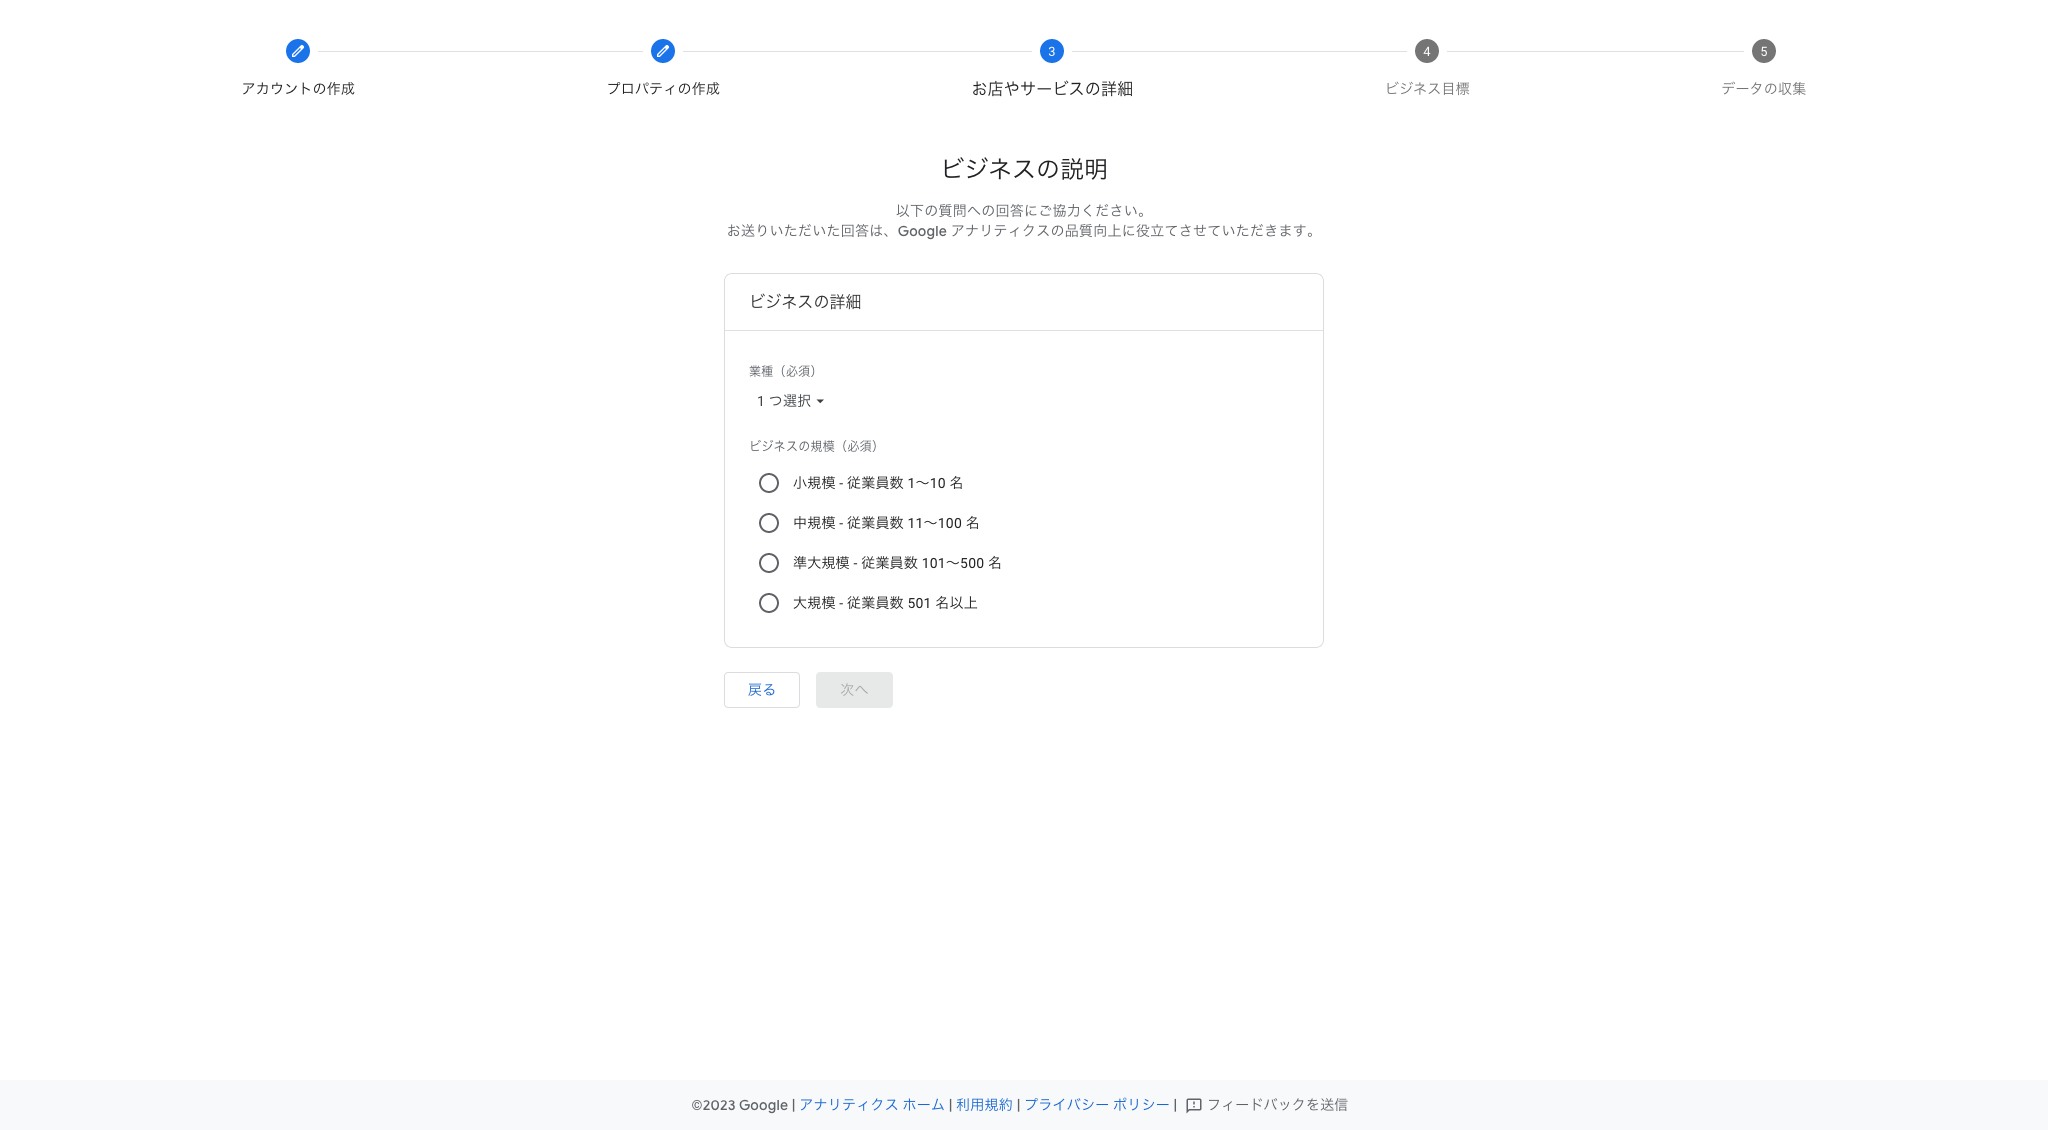 アカウントの作成
プロパティの作成
3
お店やサービスの詳細
4
ビジネス目標
5
データの収集
ビジネスの説明
以下の質問への回答にご協力ください。
お送りいただいた回答は、Google アナリティクスの品質向上に役立てさせていただきます。
ビジネスの詳細
業種（必須）
1 つ選択
ビジネスの規模（必須）
小規模 - 従業員数 1～10 名
中規模 - 従業員数 11～100 名
準大規模 - 従業員数 101～500 名
大規模 - 従業員数 501 名以上
戻る
次へ
©2023 Google | アナリティクス ホーム | 利用規約 | プライバシー ポリシー | フィードバックを送信